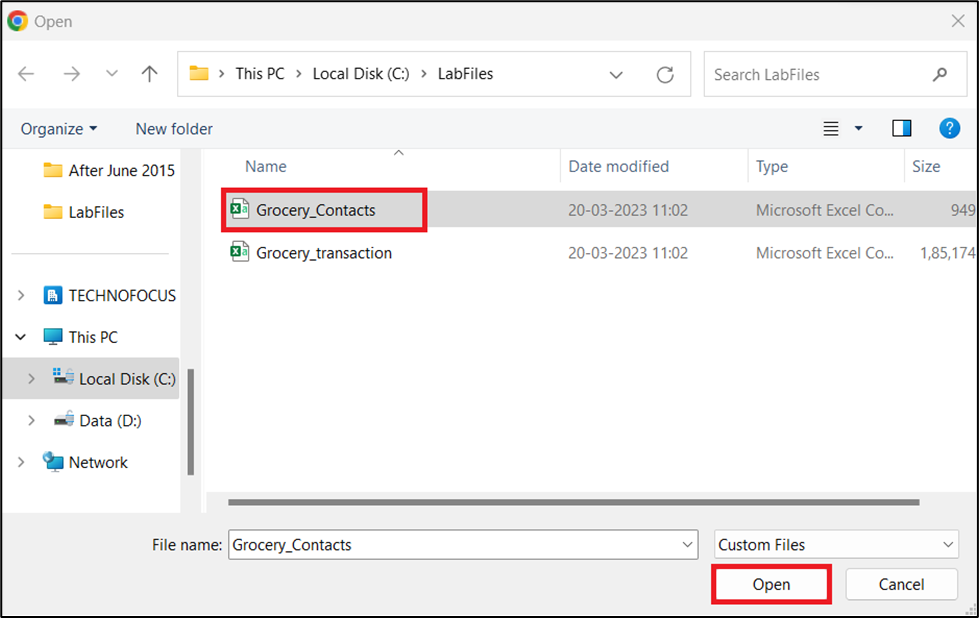 Open
This PC > Local Disk (C:) > LabFiles
Search LabFiles
Organize
New folder
?
Name
Date modified
Type
Size
After June 2015
LabFiles
TECHNOFOCUS
This PC
Local Disk (C:)
Data (D:)
Network
Grocery_Contacts
20-03-2023 11:02
Microsoft Excel Co...
949
Grocery_transaction
20-03-2023 11:02
Microsoft Excel Co...
1,85,174
File name:
Grocery_Contacts
Custom Files
Open
Cancel